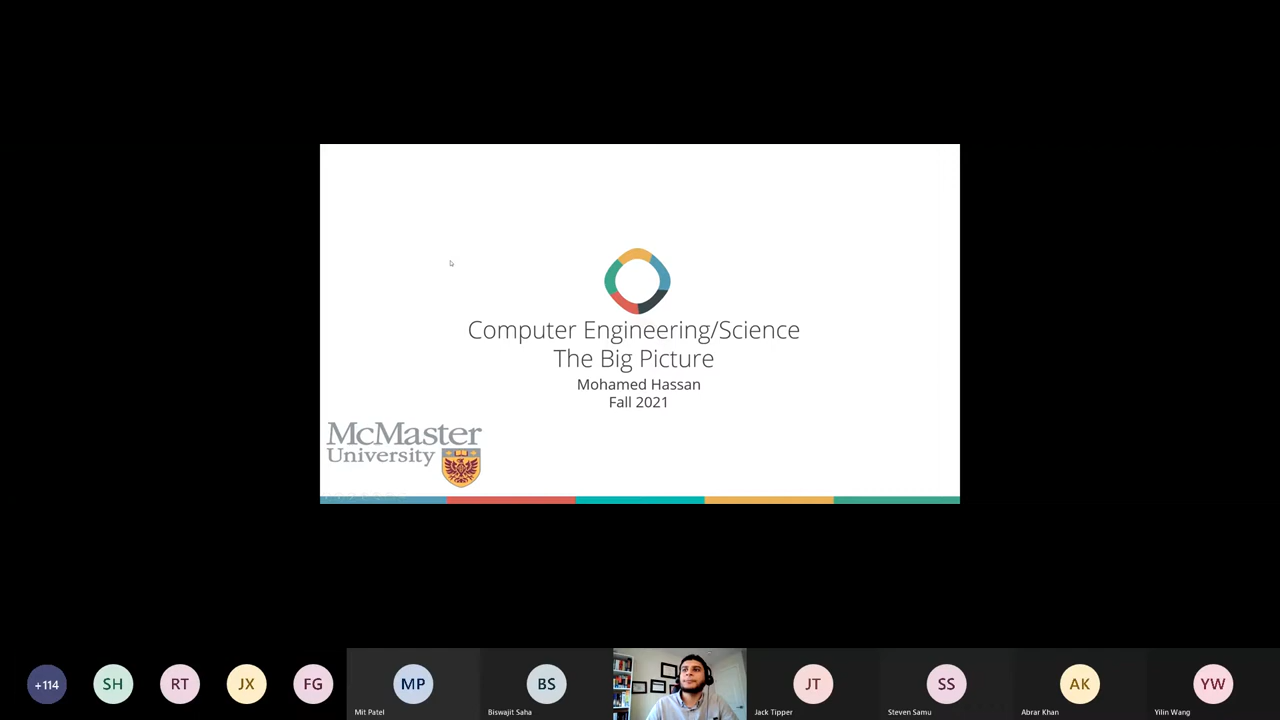 Computer Engineering/Science
The Big Picture
Mohamed Hassan
Fall 2021
McMaster
University
+114
SH
RT
JX
FG
MP
Mit Patel
BS
Biswajit Saha
JT
Jack Tipper
SS
Steven Samu
AK
Abrar Khan
YW
Yilin Wang